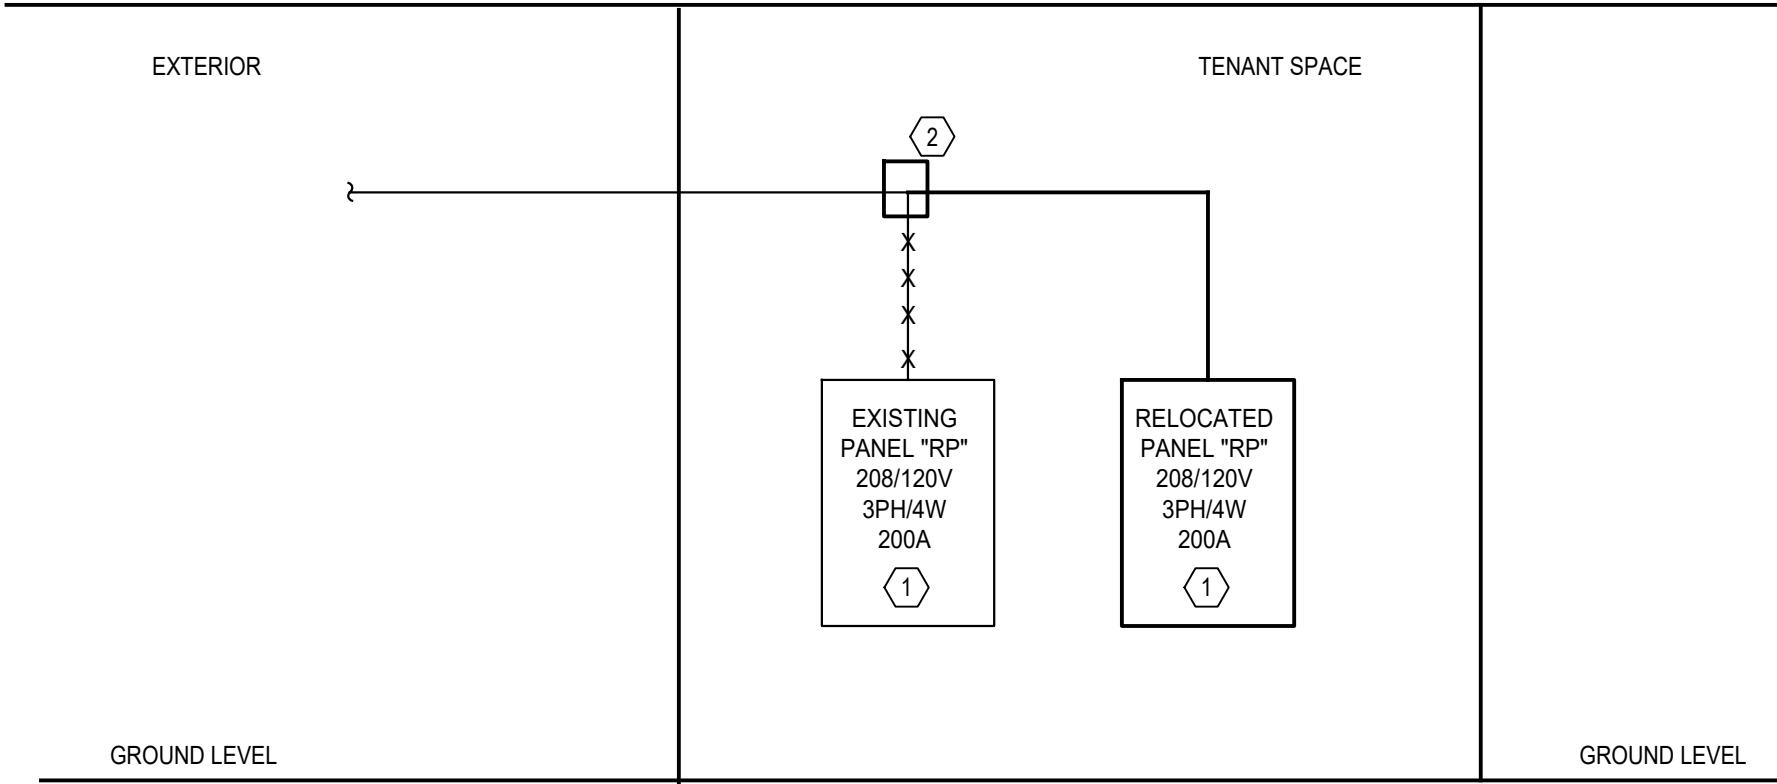 EXTERIOR
TENANT SPACE
2
X
X
X
X
EXISTING
PANEL "RP"
208/120V
3PH/4W
200A
1
RELOCATED
PANEL "RP"
208/120V
3PH/4W
200A
1
GROUND LEVEL
GROUND LEVEL